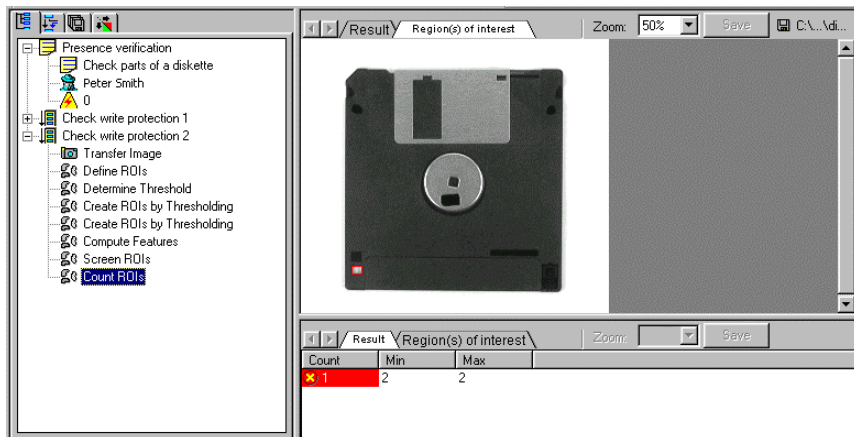 Presence verification
Check parts of a diskette
Peter Smith
0
Check write protection 1
Check write protection 2
Transfer Image
Define ROIs
Determine Threshold
Create ROIs by Thresholding
Create ROIs by Thresholding
Compute Features
Screen ROIs
Count ROIs
Result Region(s) of interest Zoom: 50% Save C:\...\di...
Result Region(s) of interest Zoom: Save
Count Min Max
1 2 2